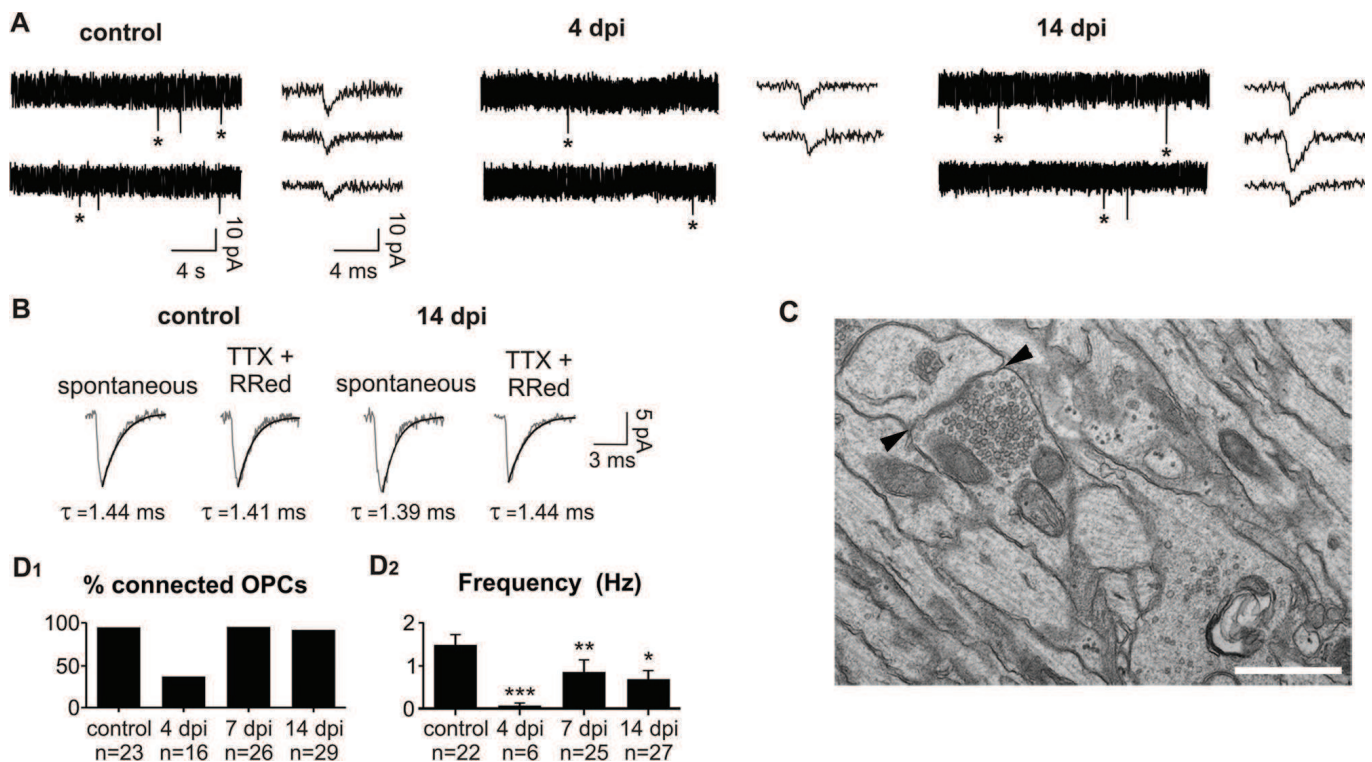 A
control
4 dpi
14 dpi
* *
*
* *
*
*
*
10 pA
4 s
10 pA
4 ms
B
control
14 dpi
spontaneous
TTX +
RRed
spontaneous
TTX +
RRed
5 pA
3 ms
τ =1.44 ms
τ =1.41 ms
τ =1.39 ms
τ =1.44 ms
C
D1
% connected OPCs
100
50
0
control
n=23
4 dpi
n=16
7 dpi
n=26
14 dpi
n=29
D2
Frequency (Hz)
2
1
0
***
**
*
control
n=22
4 dpi
n=6
7 dpi
n=25
14 dpi
n=27